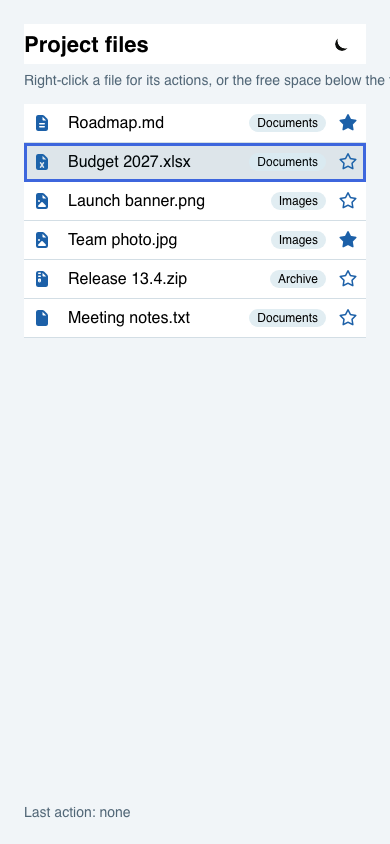 Project files
Right-click a file for its actions, or the free space below the
Roadmap.md Documents
Budget 2027.xlsx Documents
Launch banner.png Images
Team photo.jpg Images
Release 13.4.zip Archive
Meeting notes.txt Documents
Last action: none